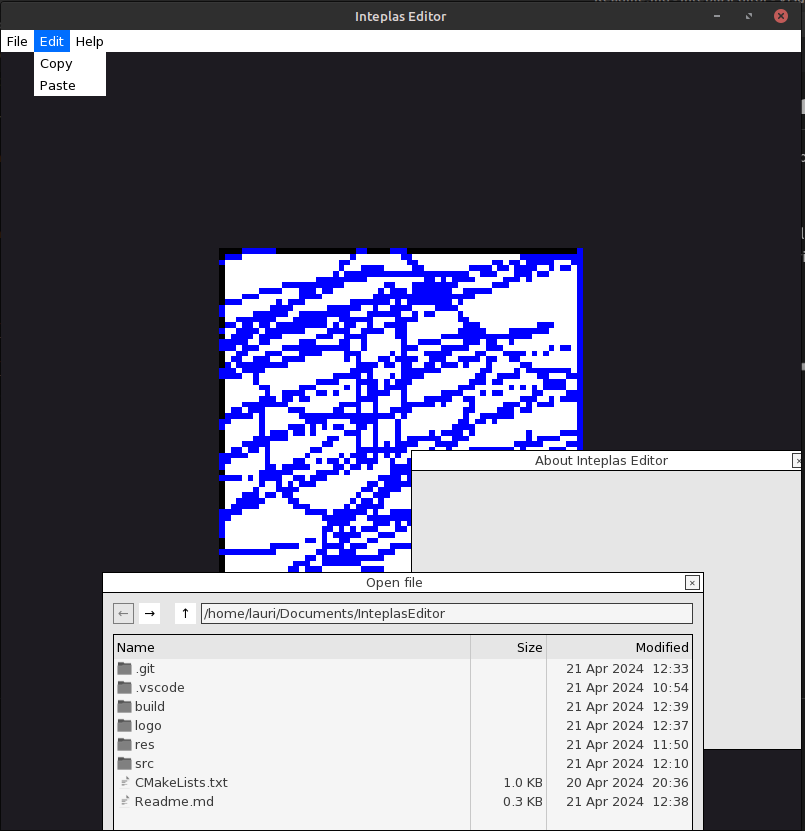 Inteplas Editor
File Edit Help
Copy
Paste
About Inteplas Editor
Open file
/home/lauri/Documents/InteplasEditor
Name Size Modified
.git 21 Apr 2024 12:33
.vscode 21 Apr 2024 10:54
build 21 Apr 2024 12:39
logo 21 Apr 2024 12:37
res 21 Apr 2024 11:50
src 21 Apr 2024 12:10
CMakeLists.txt 1.0 KB 20 Apr 2024 20:36
Readme.md 0.3 KB 21 Apr 2024 12:38